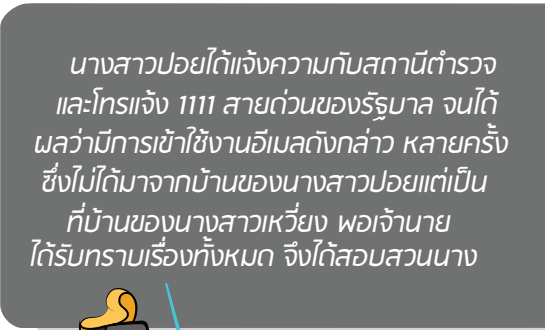 นางสาวปอยได้แจ้งความกับสถานีตำรวจ
และโทรแจ้ง 1111 สายด่วนของรัฐบาล จนได้
ผลว่ามีการเข้าใช้งานอีเมลดังกล่าว หลายครั้ง
ซึ่งไม่ได้มาจากบ้านของนางสาวปอยแต่เป็น
ที่บ้านของนางสาวเหวี่ยง พอเจ้านาย
ได้รับทราบเรื่องทั้งหมด จึงได้สอบสวนนาง